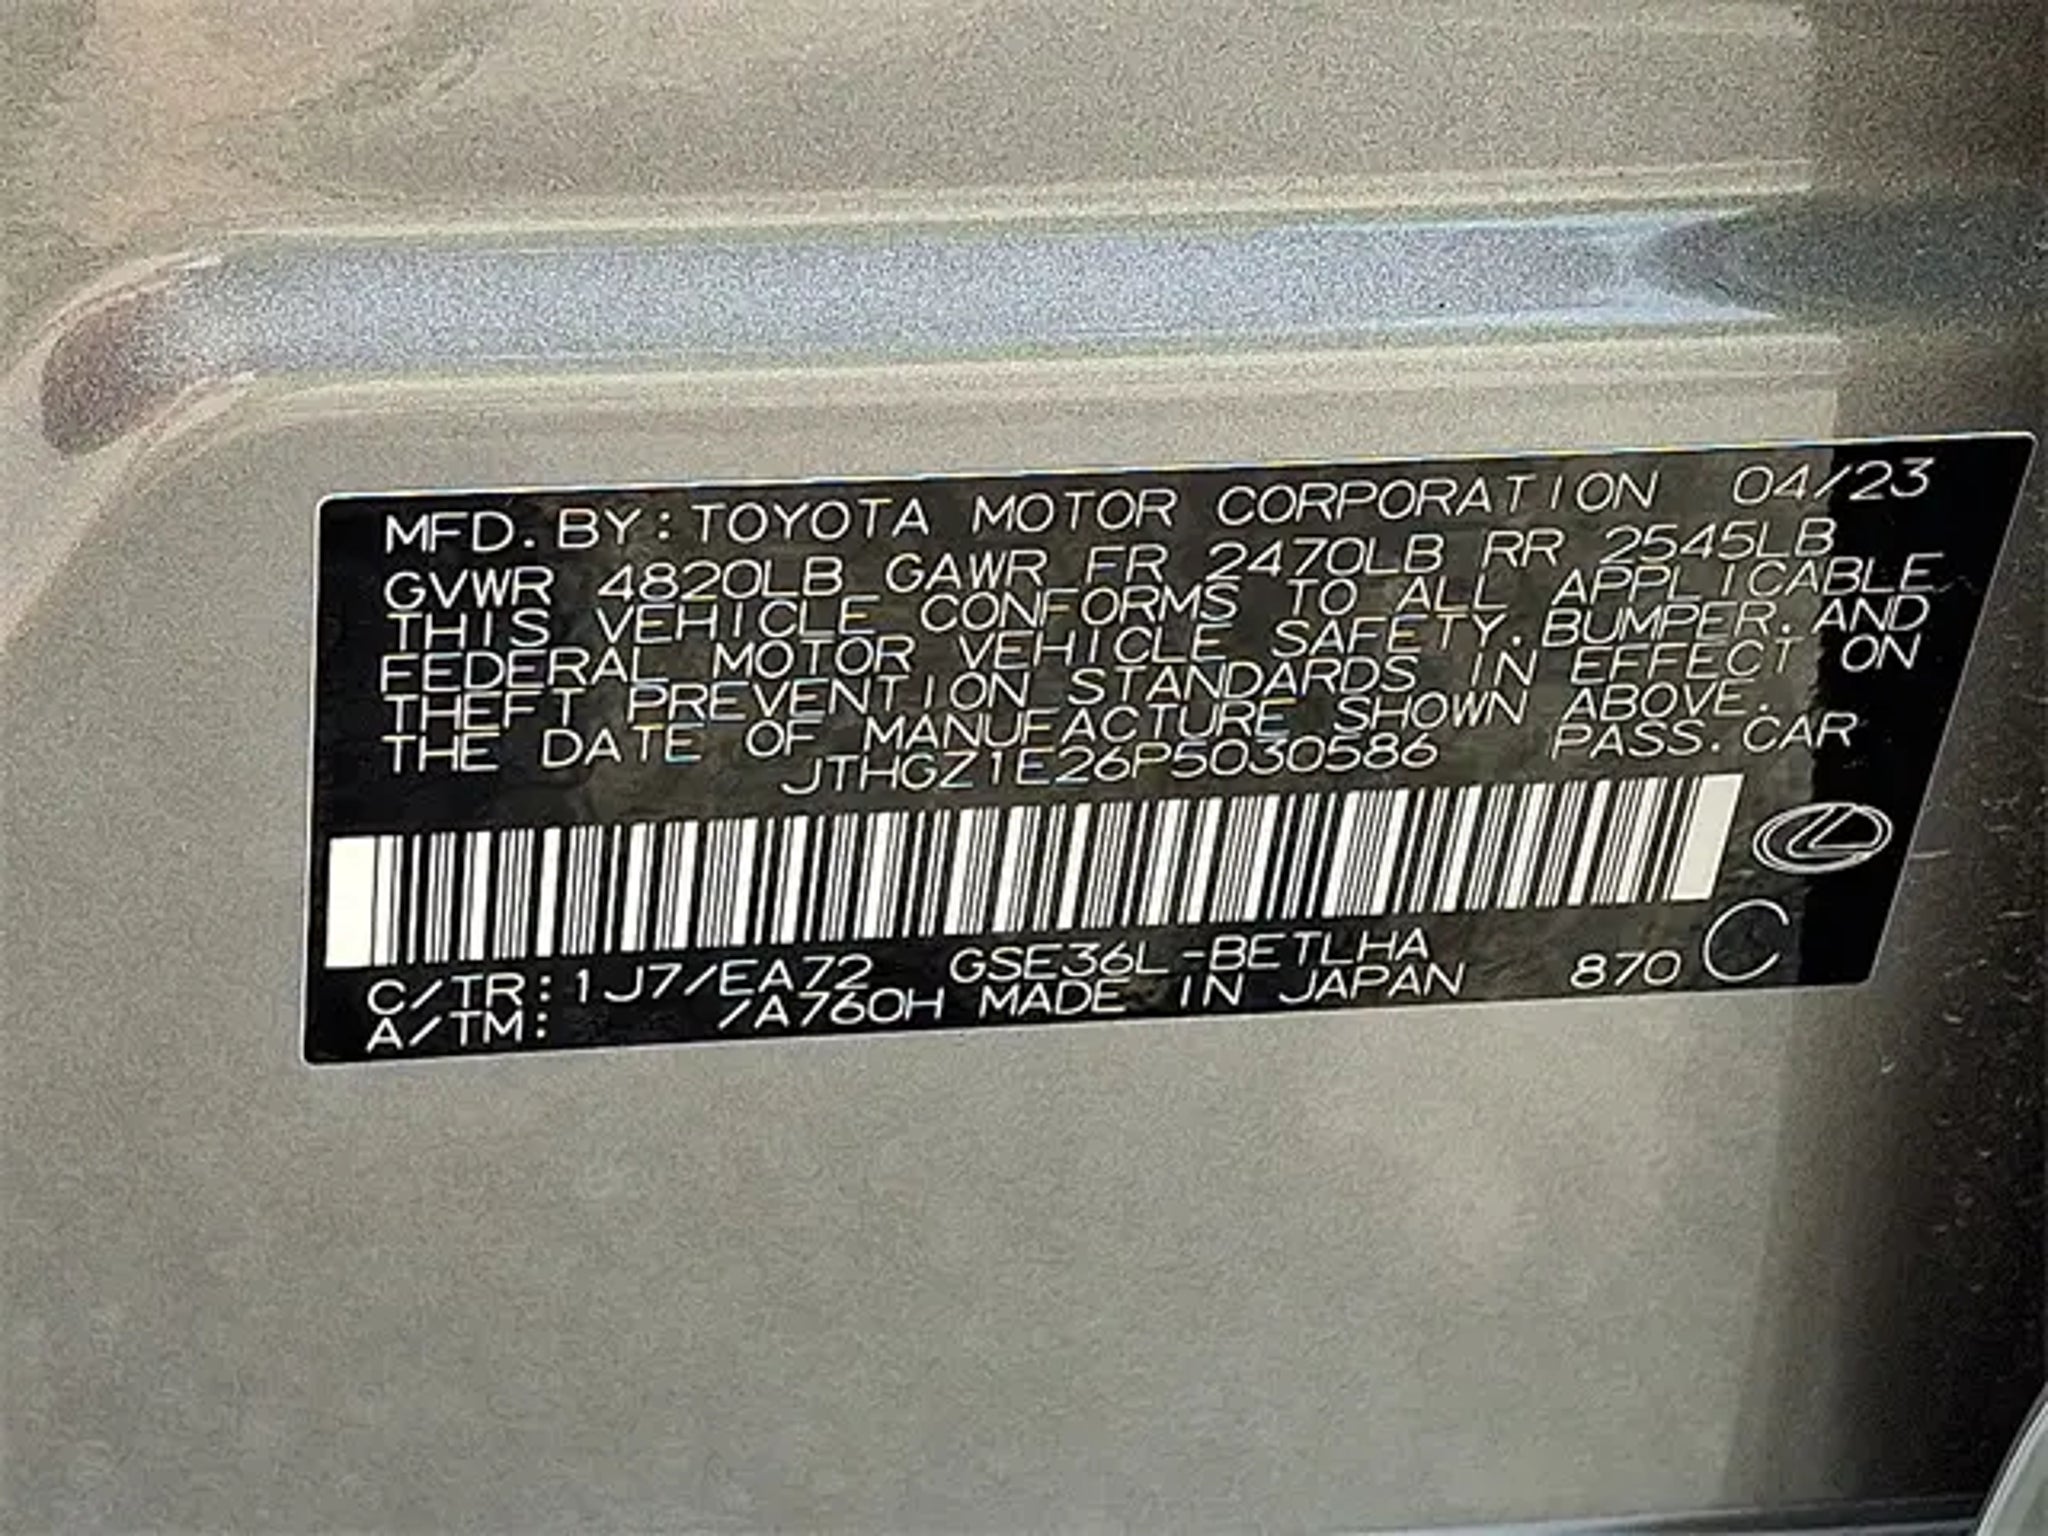 MFD. BY: TOYOTA MOTOR CORPORATION 04/23
GVWR 4820LB GAWR FR 2470LB RR 2545LB
THIS VEHICLE CONFORMS TO ALL APPLICABLE
FEDERAL MOTOR VEHICLE SAFETY. BUMPER. AND
THEFT PREVENTION STANDARDS IN EFFECT ON
THE DATE OF MANUFACTURE SHOWN ABOVE.
JTHGZ1E26P5030586 PASS. CAR
C/TR: 1J7/EA72 GSE36L-BETLHA
A/TM: /A760H MADE IN JAPAN 870 C